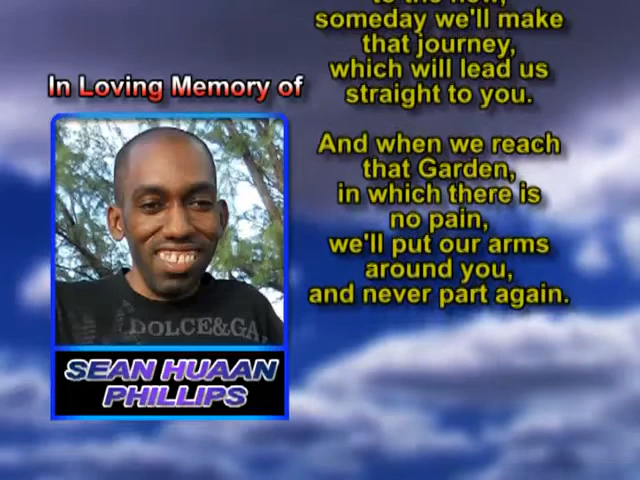 In Loving Memory of
DOLCE&GA
SEAN HUAAN
PHILLIPS
someday we'll make
that journey,
which will lead us
straight to you.
And when we reach
that Garden,
in which there is
no pain,
we'll put our arms
around you,
and never part again.